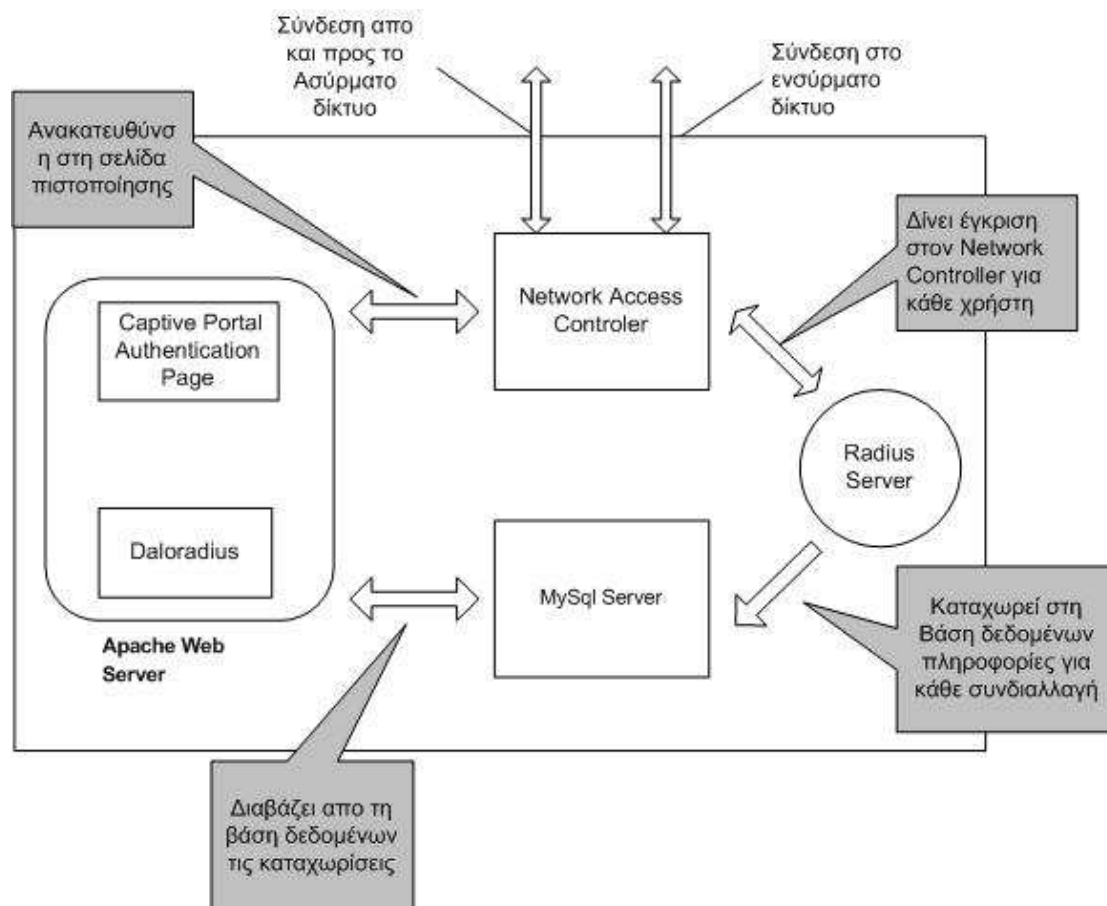 Σύνδεση απο
και προς το
Ασύρματο
δίκτυο
Σύνδεση στο
ενσύρματο
δίκτυο
Ανακατευθύνσ
η στη σελίδα
πιστοποίησης
Δίνει έγκριση
στον Network
Controller για
κάθε χρήστη
Network Access
Controler
Captive Portal
Authentication
Page
Radius
Server
Daloradius
MySql Server
Apache Web
Server
Καταχωρεί στη
Βάση δεδομένων
πληροφορίες για
κάθε συνδιαλλαγή
Διαβάζει απο τη
βάση δεδομένων
τις καταχωρίσεις